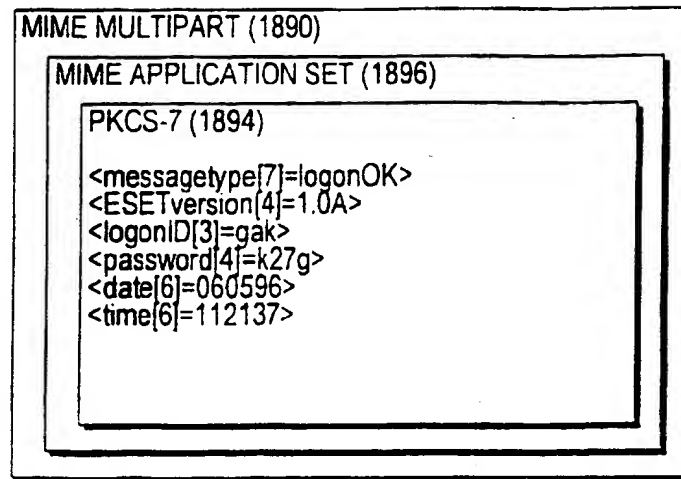 MIME MULTIPART (1890)
MIME APPLICATION SET (1896)
PKCS-7 (1894)
<messagetype[7]=logonOK>
<ESETversion[4]=1.0A>
<logonID[3]=gak>
<password[4]=k27g>
<date[6]=060596>
<time[6]=112137>